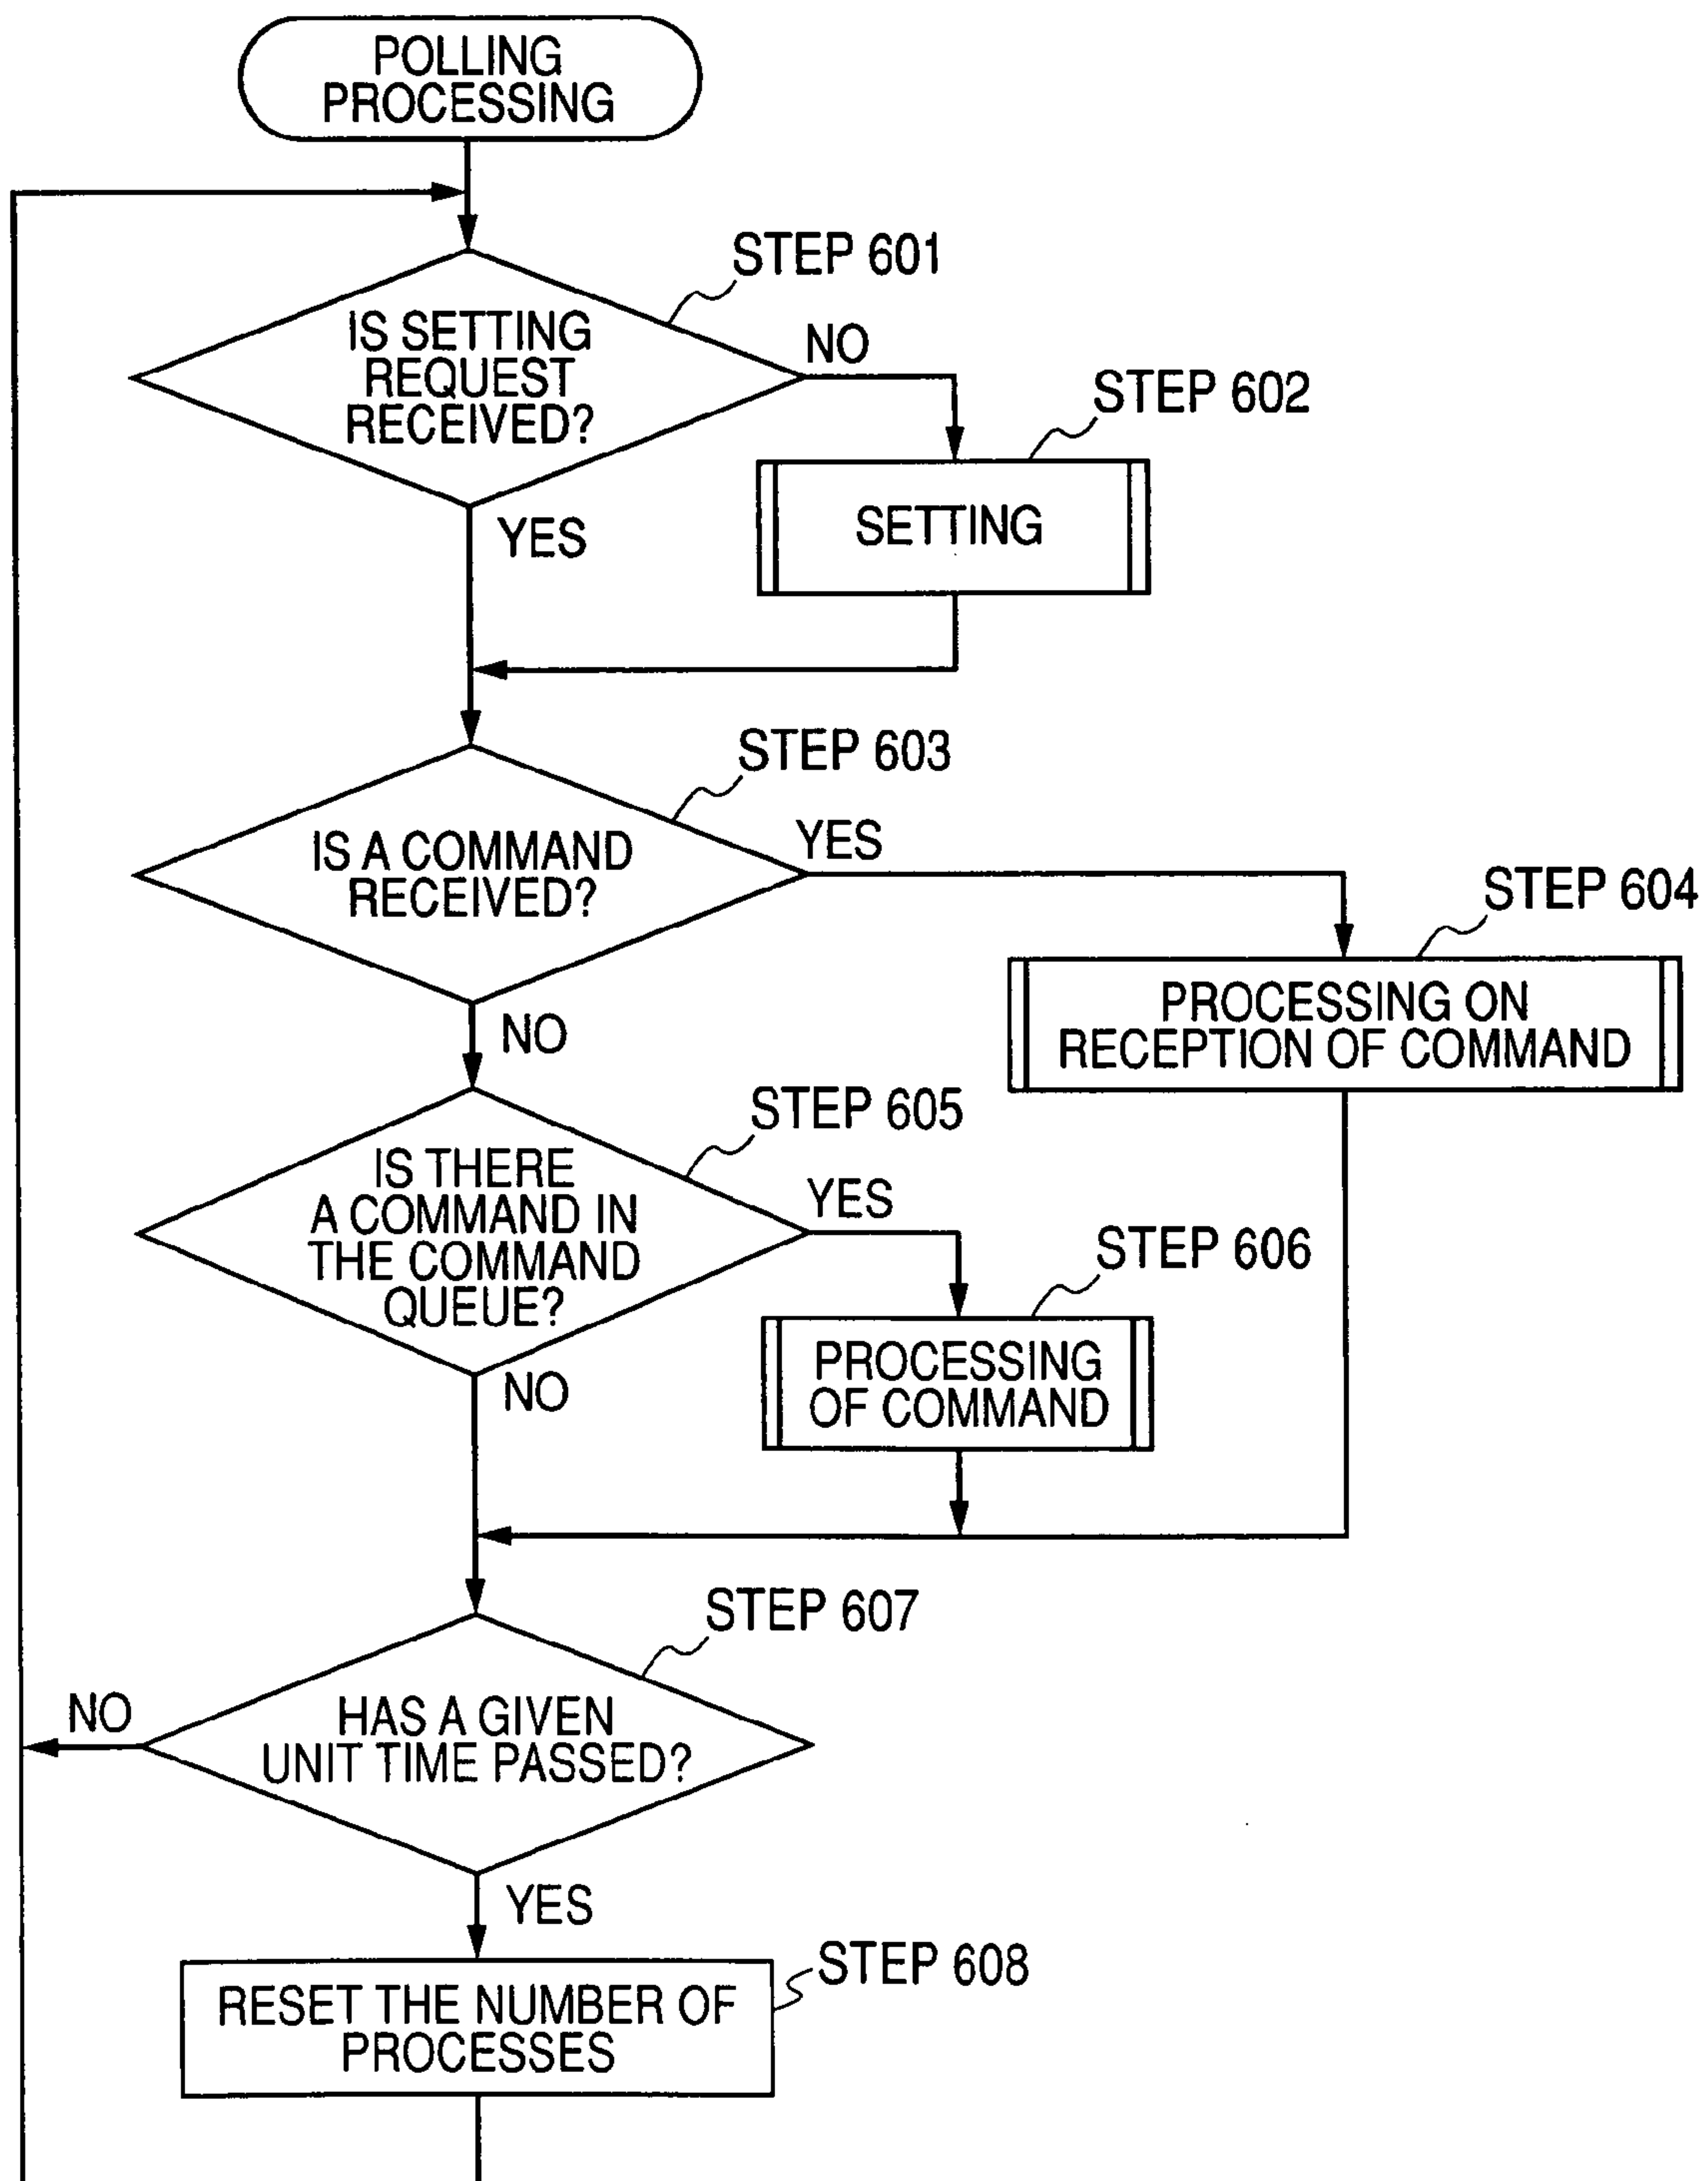 POLLING
PROCESSING
STEP 601
IS SETTING
REQUEST
RECEIVED?
NO
STEP 602
SETTING
YES
STEP 603
IS A COMMAND
RECEIVED?
YES
STEP 604
PROCESSING ON
RECEPTION OF COMMAND
NO
STEP 605
IS THERE
A COMMAND IN
THE COMMAND
QUEUE?
YES
STEP 606
PROCESSING
OF COMMAND
NO
STEP 607
HAS A GIVEN
UNIT TIME PASSED?
NO
YES
STEP 608
RESET THE NUMBER OF
PROCESSES